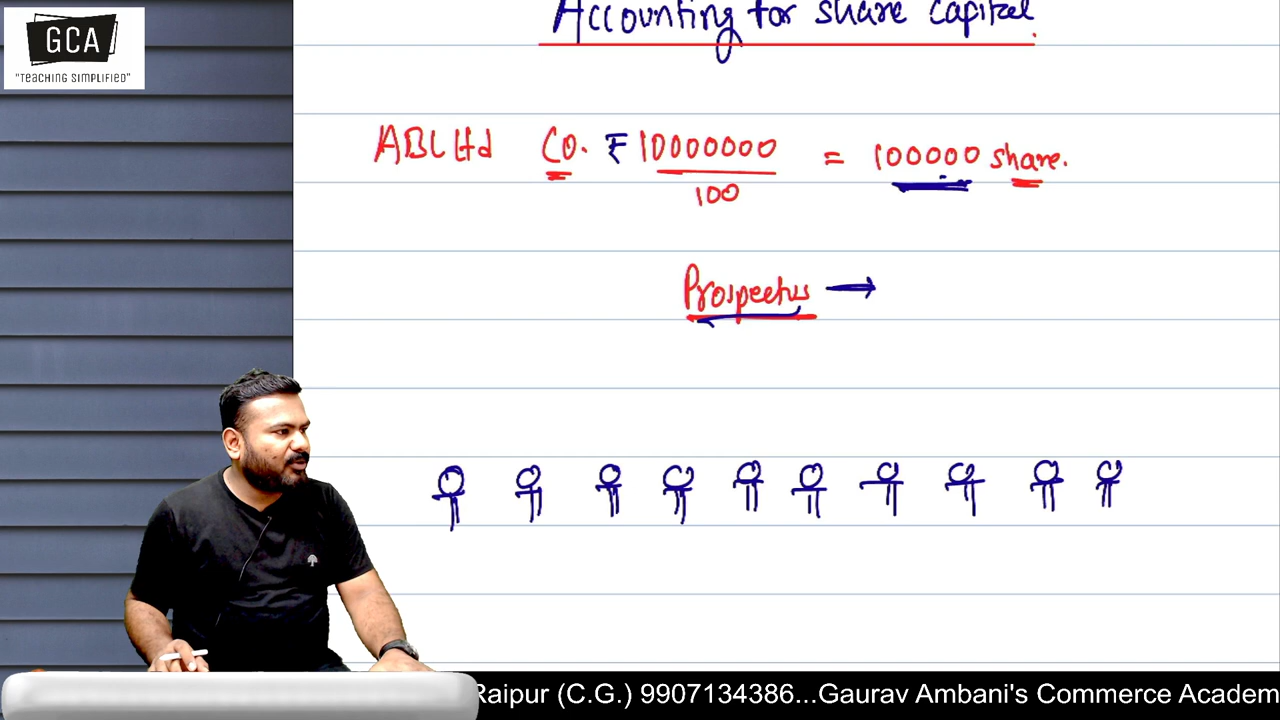 Accounting for share Capital
GCA
"TEACHING SIMPLIFIED"
ABC Ltd Co. ₹ 10000000 = 100000 share.
100
Prospectus →
Raipur (C.G.) 9907134386...Gaurav Ambani's Commerce Academ